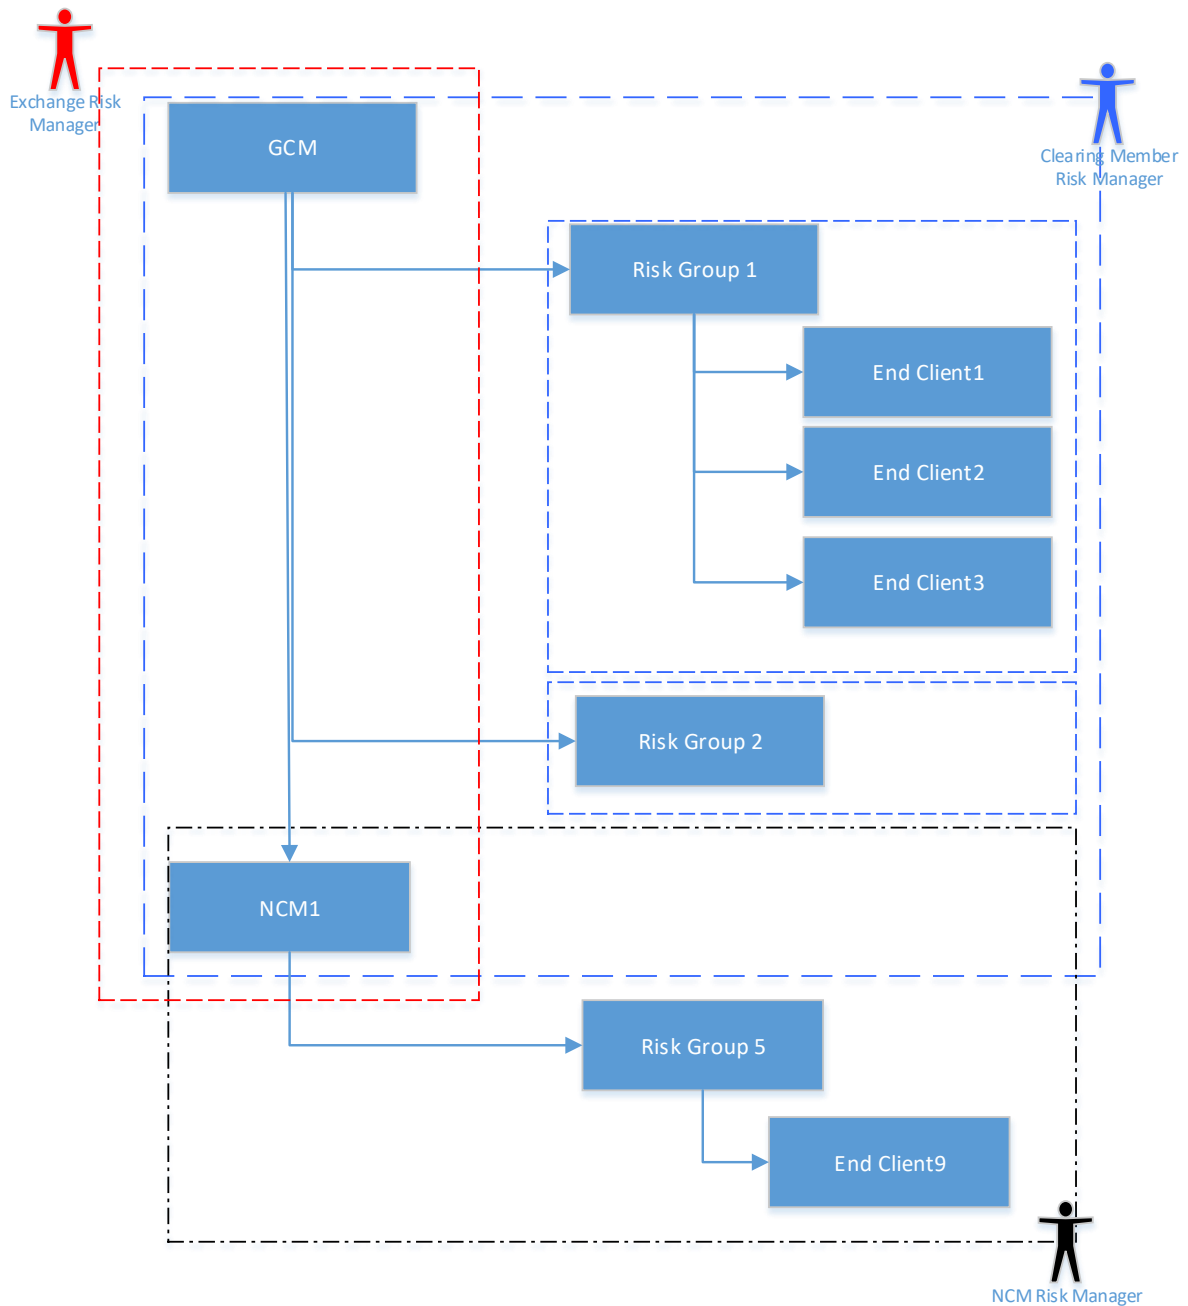 Exchange Risk
Manager
GCM
Clearing Member
Risk Manager
Risk Group 1
End Client1
End Client2
End Client3
Risk Group 2
NCM1
Risk Group 5
End Client9
NCM Risk Manager